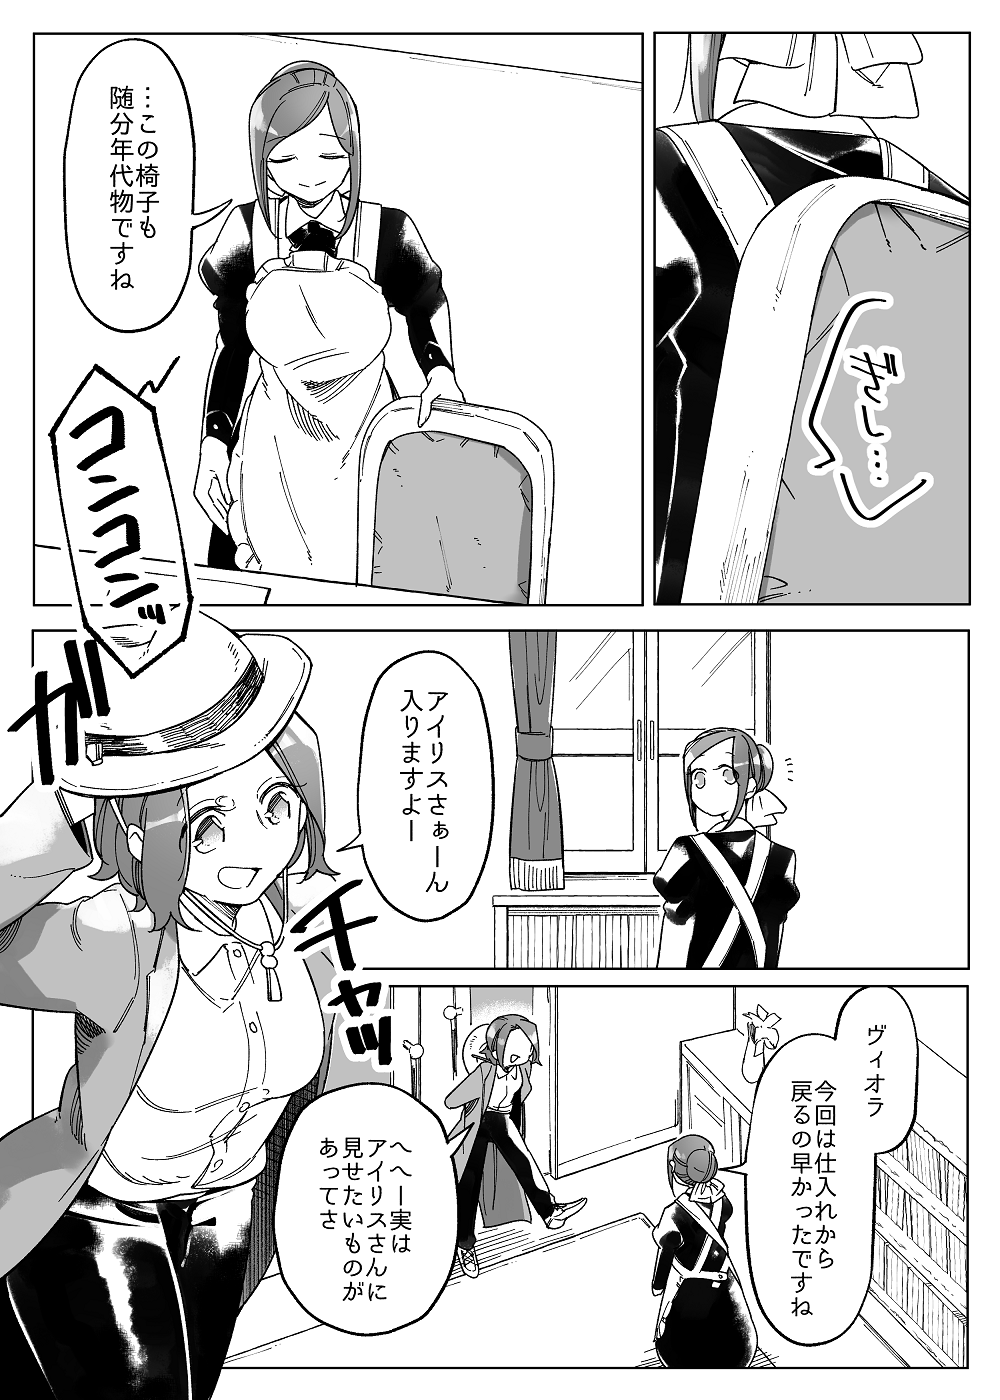 ギシ…
…この椅子も
随分年代物ですね
コンコンッ
アイリスさぁーん
入りますよー
ガ
チャッ
ヴィオラ
今回は仕入れから
戻るの早かったですね
へへー実は
アイリスさんに
見せたいものが
あってさ